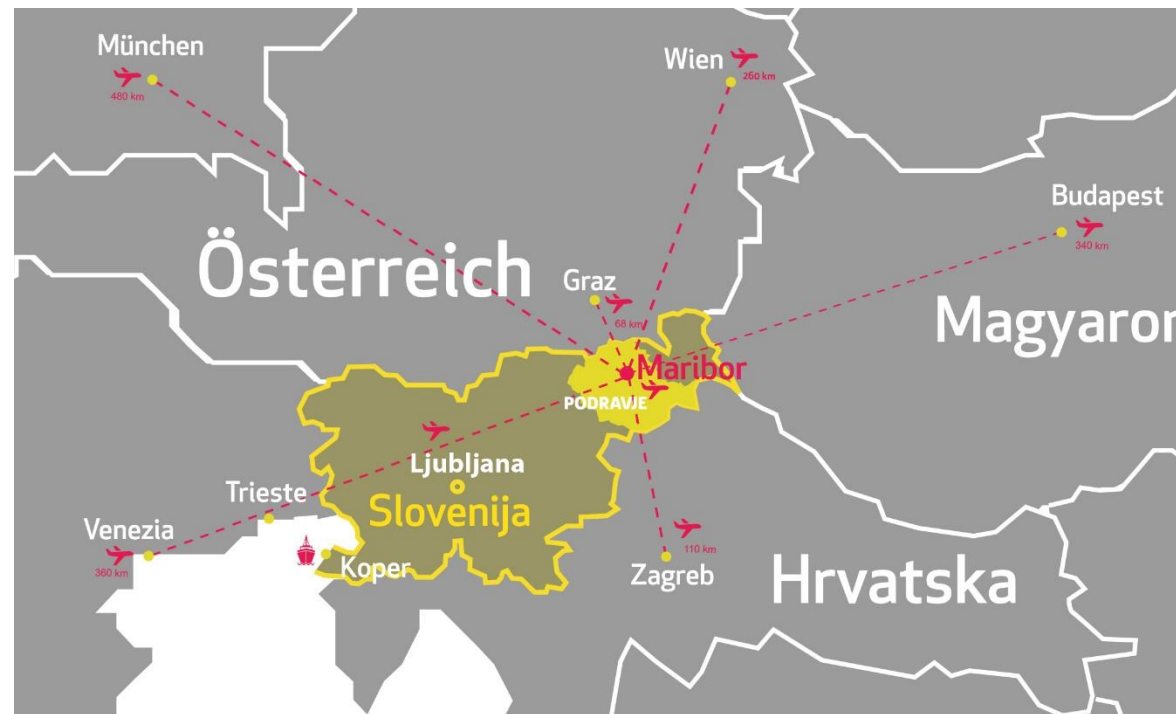 München
480 km
Wien
260 km
Budapest
340 km
Österreich
Graz
68 km
Magyaror
Maribor
PODRAVJE
Ljubljana
Slovenija
Trieste
Venezia
360 km
Koper
110 km
Zagreb
Hrvatska